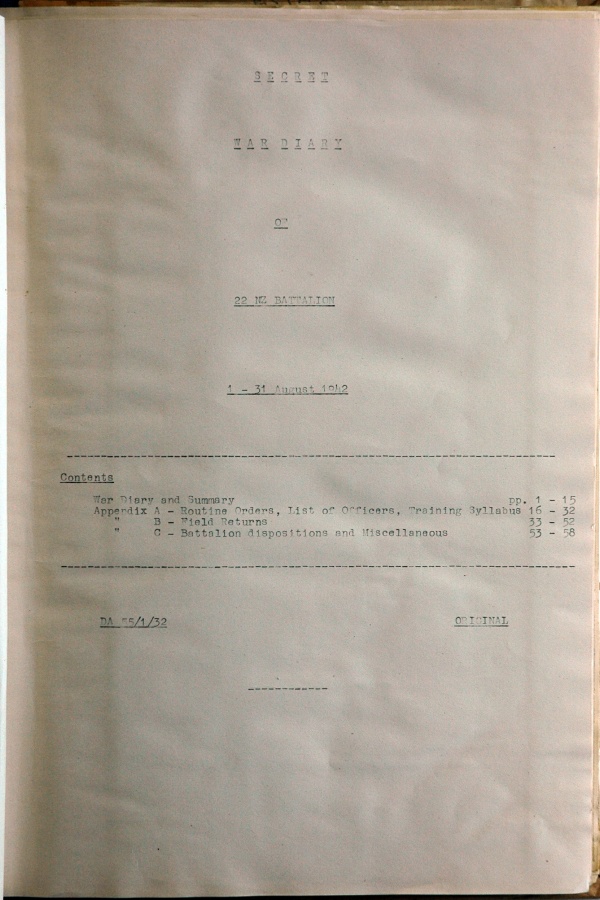 SECRET
WAR DIARY
OF
22 NZ BATTALION
1 - 31 August 1942
Contents
War Diary and Summary pp. 1 - 15
Appendix A - Routine Orders, List of Officers, Training Syllabus 16 - 32
" B - Field Returns 33 - 52
" C - Battalion dispositions and Miscellaneous 53 - 58
DA 55/1/32 ORIGINAL